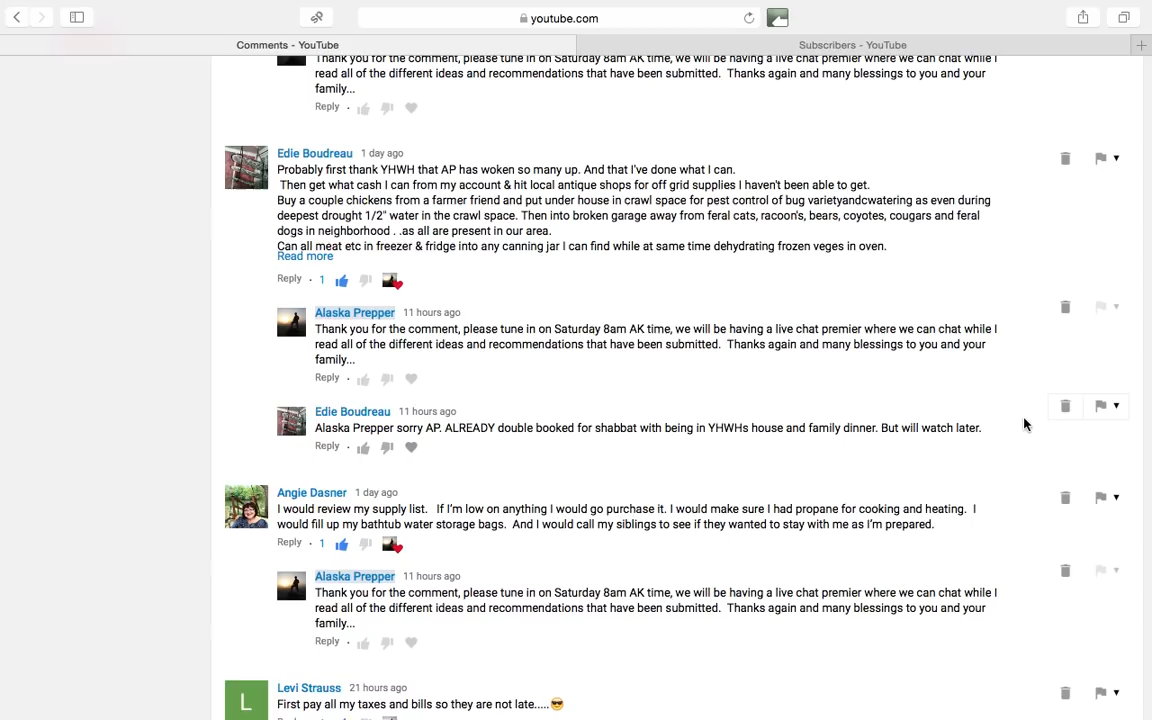 youtube.com
Comments - YouTube
Subscribers - YouTube
Thank you for the comment, please tune in on Saturday 8am AK time, we will be having a live chat premier where we can chat while I
read all of the different ideas and recommendations that have been submitted.  Thanks again and many blessings to you and your
family...
Reply
Edie Boudreau 1 day ago
Probably first thank YHWH that AP has woken so many up. And that I've done what I can.
Then get what cash I can from my account & hit local antique shops for off grid supplies I haven't been able to get.
Buy a couple chickens from a farmer friend and put under house in crawl space for pest control of bug varietyandcwatering as even during
deepest drought 1/2" water in the crawl space. Then into broken garage away from feral cats, racoon's, bears, coyotes, cougars and feral
dogs in neighborhood . .as all are present in our area.
Can all meat etc in freezer & fridge into any canning jar I can find while at same time dehydrating frozen veges in oven.
Read more
Reply · 1
Alaska Prepper 11 hours ago
Thank you for the comment, please tune in on Saturday 8am AK time, we will be having a live chat premier where we can chat while I
read all of the different ideas and recommendations that have been submitted.  Thanks again and many blessings to you and your
family...
Reply ·
Edie Boudreau 11 hours ago
Alaska Prepper sorry AP. ALREADY double booked for shabbat with being in YHWHs house and family dinner. But will watch later.
Reply ·
Angie Dasner 1 day ago
I would review my supply list.   If I'm low on anything I would go purchase it. I would make sure I had propane for cooking and heating.  I
would fill up my bathtub water storage bags.  And I would call my siblings to see if they wanted to stay with me as I'm prepared.
Reply · 1
Alaska Prepper 11 hours ago
Thank you for the comment, please tune in on Saturday 8am AK time, we will be having a live chat premier where we can chat while I
read all of the different ideas and recommendations that have been submitted.  Thanks again and many blessings to you and your
family...
Reply ·
L
Levi Strauss 21 hours ago
First pay all my taxes and bills so they are not late.....😎